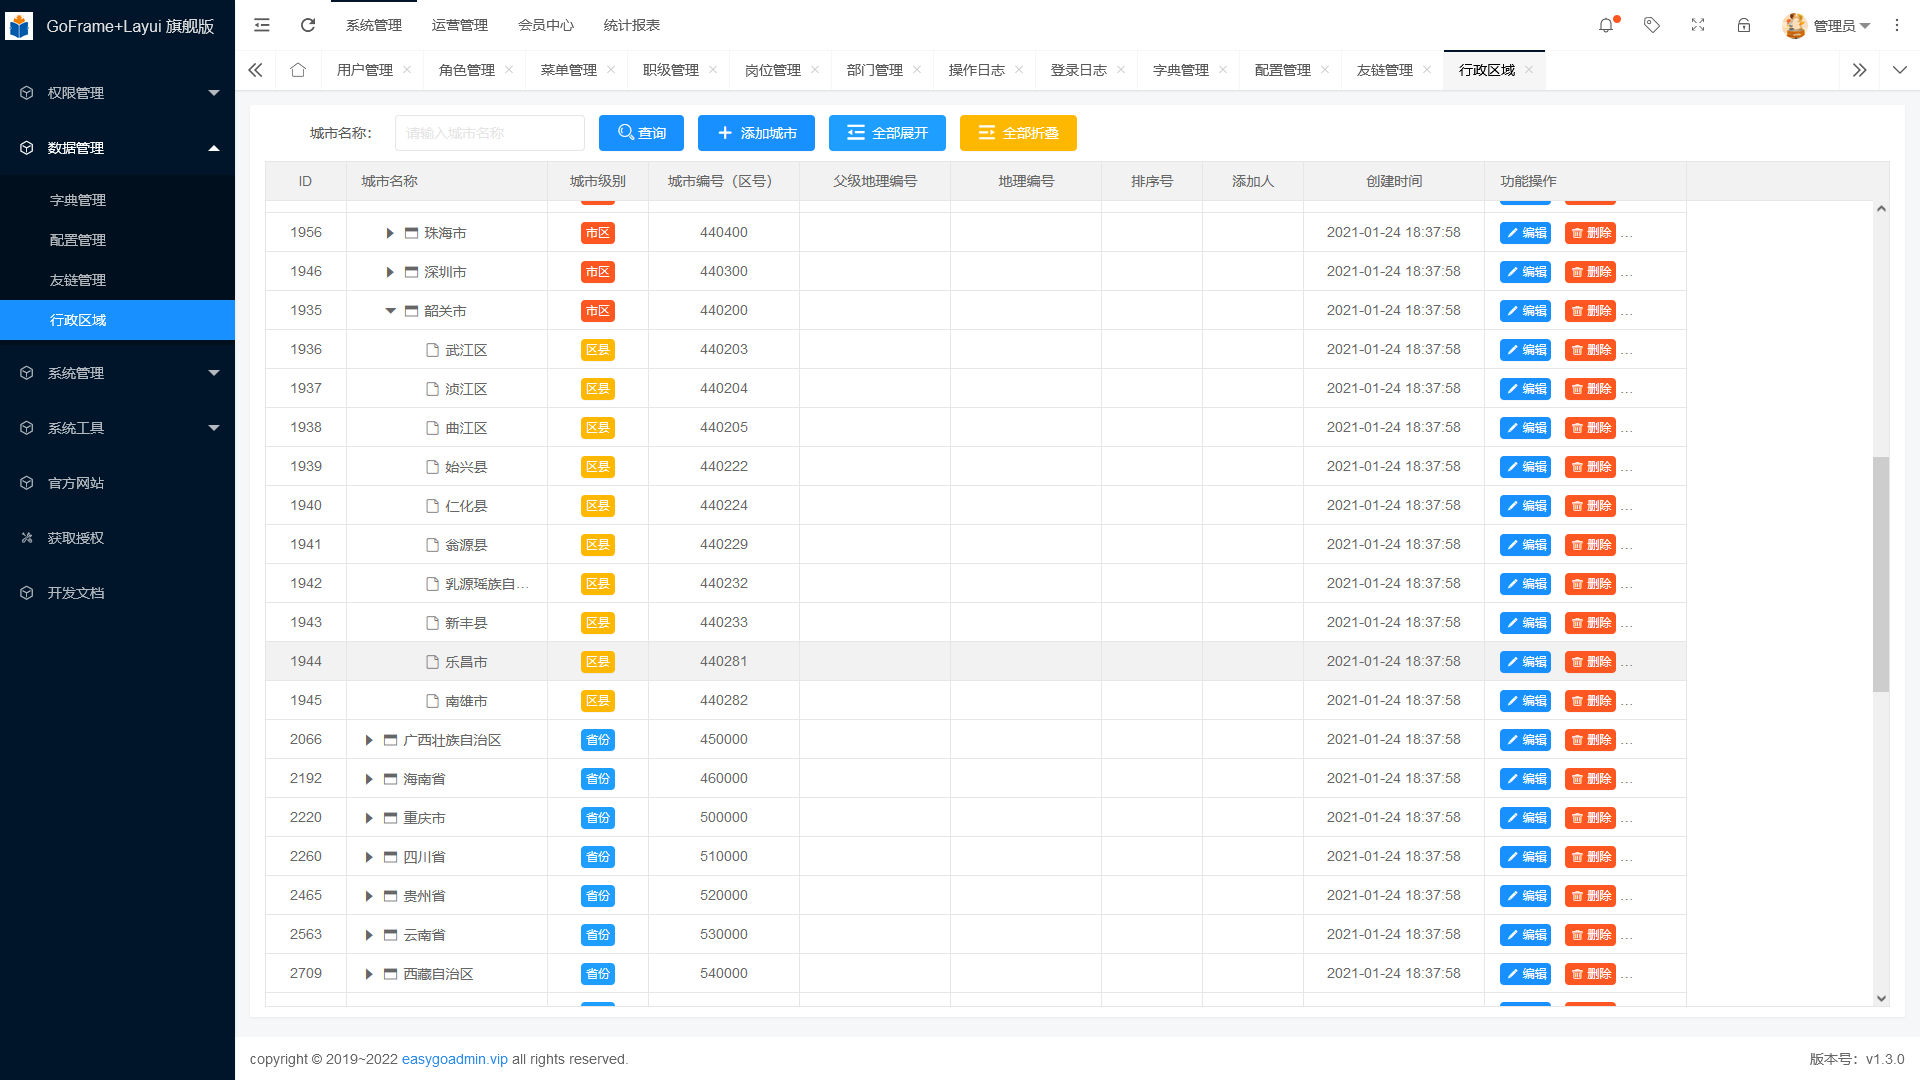 GoFrame+Layui 旗舰版
系统管理 运营管理 会员中心 统计报表
管理员
用户管理 角色管理 菜单管理 职级管理 岗位管理 部门管理 操作日志 登录日志 字典管理 配置管理 友链管理 行政区域
权限管理
数据管理
字典管理
配置管理
友链管理
行政区域
系统管理
系统工具
官方网站
获取授权
开发文档
城市名称： 请输入城市名称 查询 添加城市 全部展开 全部折叠
ID 城市名称 城市级别 城市编号（区号） 父级地理编号 地理编号 排序号 添加人 创建时间 功能操作
1956 珠海市 市区 440400 2021-01-24 18:37:58 编辑 删除 ...
1946 深圳市 市区 440300 2021-01-24 18:37:58 编辑 删除 ...
1935 韶关市 市区 440200 2021-01-24 18:37:58 编辑 删除 ...
1936 武江区 区县 440203 2021-01-24 18:37:58 编辑 删除 ...
1937 浈江区 区县 440204 2021-01-24 18:37:58 编辑 删除 ...
1938 曲江区 区县 440205 2021-01-24 18:37:58 编辑 删除 ...
1939 始兴县 区县 440222 2021-01-24 18:37:58 编辑 删除 ...
1940 仁化县 区县 440224 2021-01-24 18:37:58 编辑 删除 ...
1941 翁源县 区县 440229 2021-01-24 18:37:58 编辑 删除 ...
1942 乳源瑶族自... 区县 440232 2021-01-24 18:37:58 编辑 删除 ...
1943 新丰县 区县 440233 2021-01-24 18:37:58 编辑 删除 ...
1944 乐昌市 区县 440281 2021-01-24 18:37:58 编辑 删除 ...
1945 南雄市 区县 440282 2021-01-24 18:37:58 编辑 删除 ...
2066 广西壮族自治区 省份 450000 2021-01-24 18:37:58 编辑 删除 ...
2192 海南省 省份 460000 2021-01-24 18:37:58 编辑 删除 ...
2220 重庆市 省份 500000 2021-01-24 18:37:58 编辑 删除 ...
2260 四川省 省份 510000 2021-01-24 18:37:58 编辑 删除 ...
2465 贵州省 省份 520000 2021-01-24 18:37:58 编辑 删除 ...
2563 云南省 省份 530000 2021-01-24 18:37:58 编辑 删除 ...
2709 西藏自治区 省份 540000 2021-01-24 18:37:58 编辑 删除 ...
copyright © 2019~2022 easygoadmin.vip all rights reserved.
版本号：v1.3.0